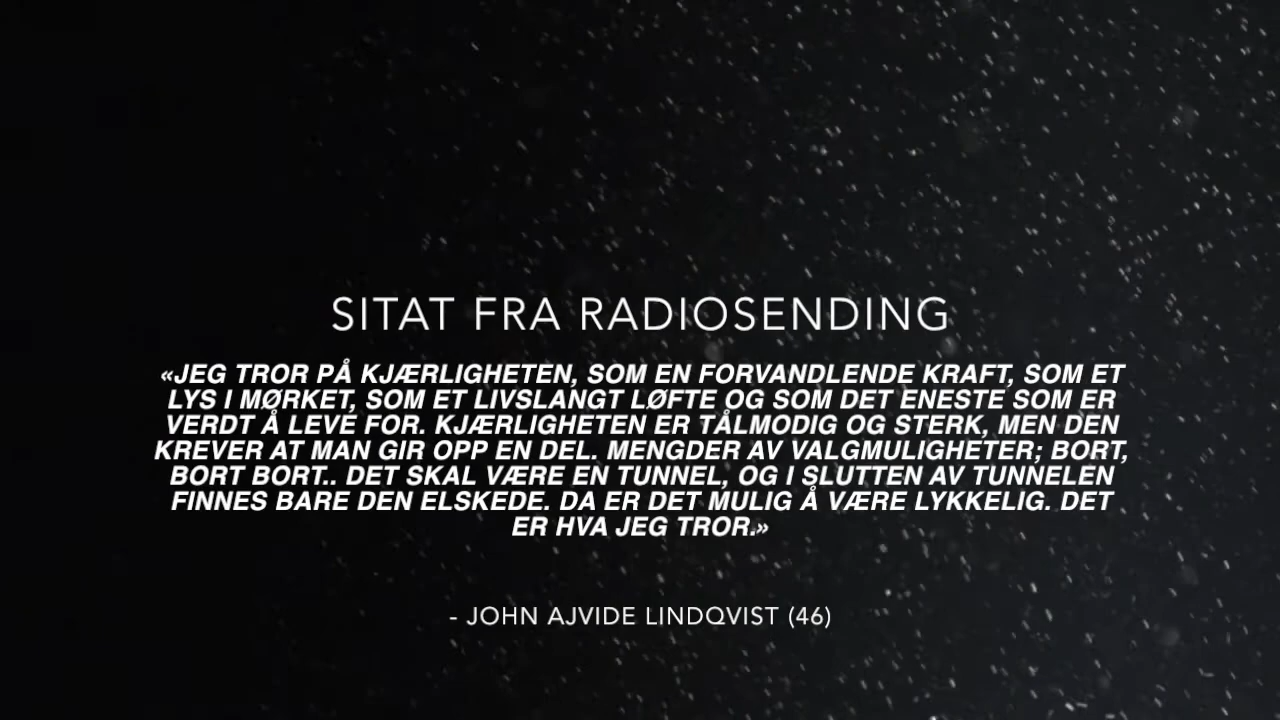 SITAT FRA RADIOSENDING
«JEG TROR PÅ KJÆRLIGHETEN, SOM EN FORVANDLENDE KRAFT, SOM ET
LYS I MØRKET, SOM ET LIVSLANGT LØFTE OG SOM DET ENESTE SOM ER
VERDT Å LEVE FOR. KJÆRLIGHETEN ER TÅLMODIG OG STERK, MEN DEN
KREVER AT MAN GIR OPP EN DEL. MENGDER AV VALGMULIGHETER; BORT,
BORT BORT.. DET SKAL VÆRE EN TUNNEL, OG I SLUTTEN AV TUNNELEN
FINNES BARE DEN ELSKEDE. DA ER DET MULIG Å VÆRE LYKKELIG. DET
ER HVA JEG TROR.»
- JOHN AJVIDE LINDQVIST (46)